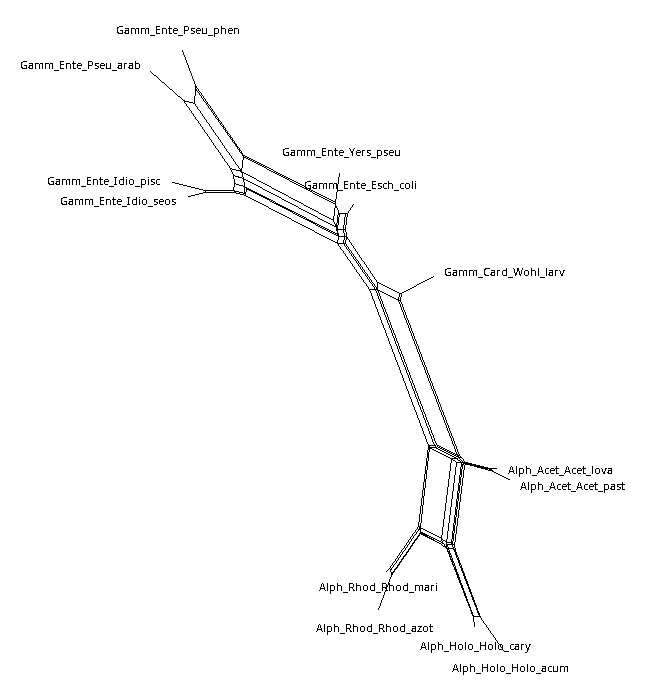 Gamm_Ente_Pseu_phen
Gamm_Ente_Pseu_arab
Gamm_Ente_Yers_pseu
Gamm_Ente_Idio_pisc
Gamm_Ente_Esch_coli
Gamm_Ente_Idio_seos
Gamm_Card_Wohl_larv
Alph_Acet_Acet_lova
Alph_Acet_Acet_past
Alph_Rhod_Rhod_mari
Alph_Rhod_Rhod_azot
Alph_Holo_Holo_cary
Alph_Holo_Holo_acum